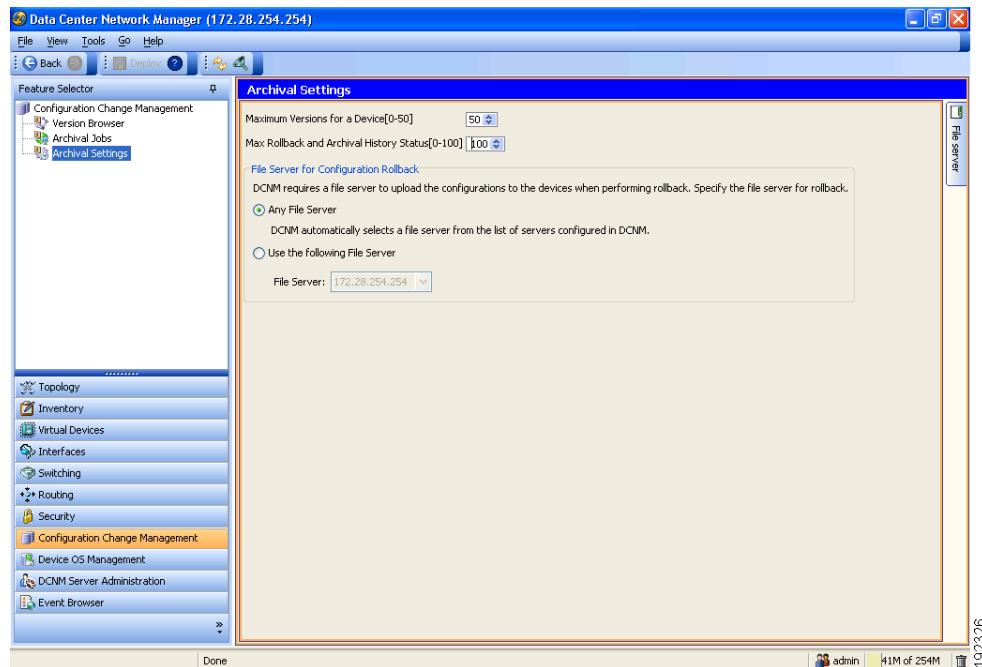 Data Center Network Manager (172.28.254.254)
File View Tools Go Help
Back Deploy ?
Feature Selector
Configuration Change Management
Version Browser
Archival Jobs
Archival Settings
Topology
Inventory
Virtual Devices
Interfaces
Switching
Routing
Security
Configuration Change Management
Device OS Management
DCNM Server Administration
Event Browser
»
Archival Settings
Maximum Versions for a Device[0-50] 50
Max Rollback and Archival History Status[0-100] 100
File Server for Configuration Rollback
DCNM requires a file server to upload the configurations to the devices when performing rollback. Specify the file server for rollback.
Any File Server
DCNM automatically selects a file server from the list of servers configured in DCNM.
Use the following File Server
File Server: 172.28.254.254
File server
Done admin 41M of 254M
192326